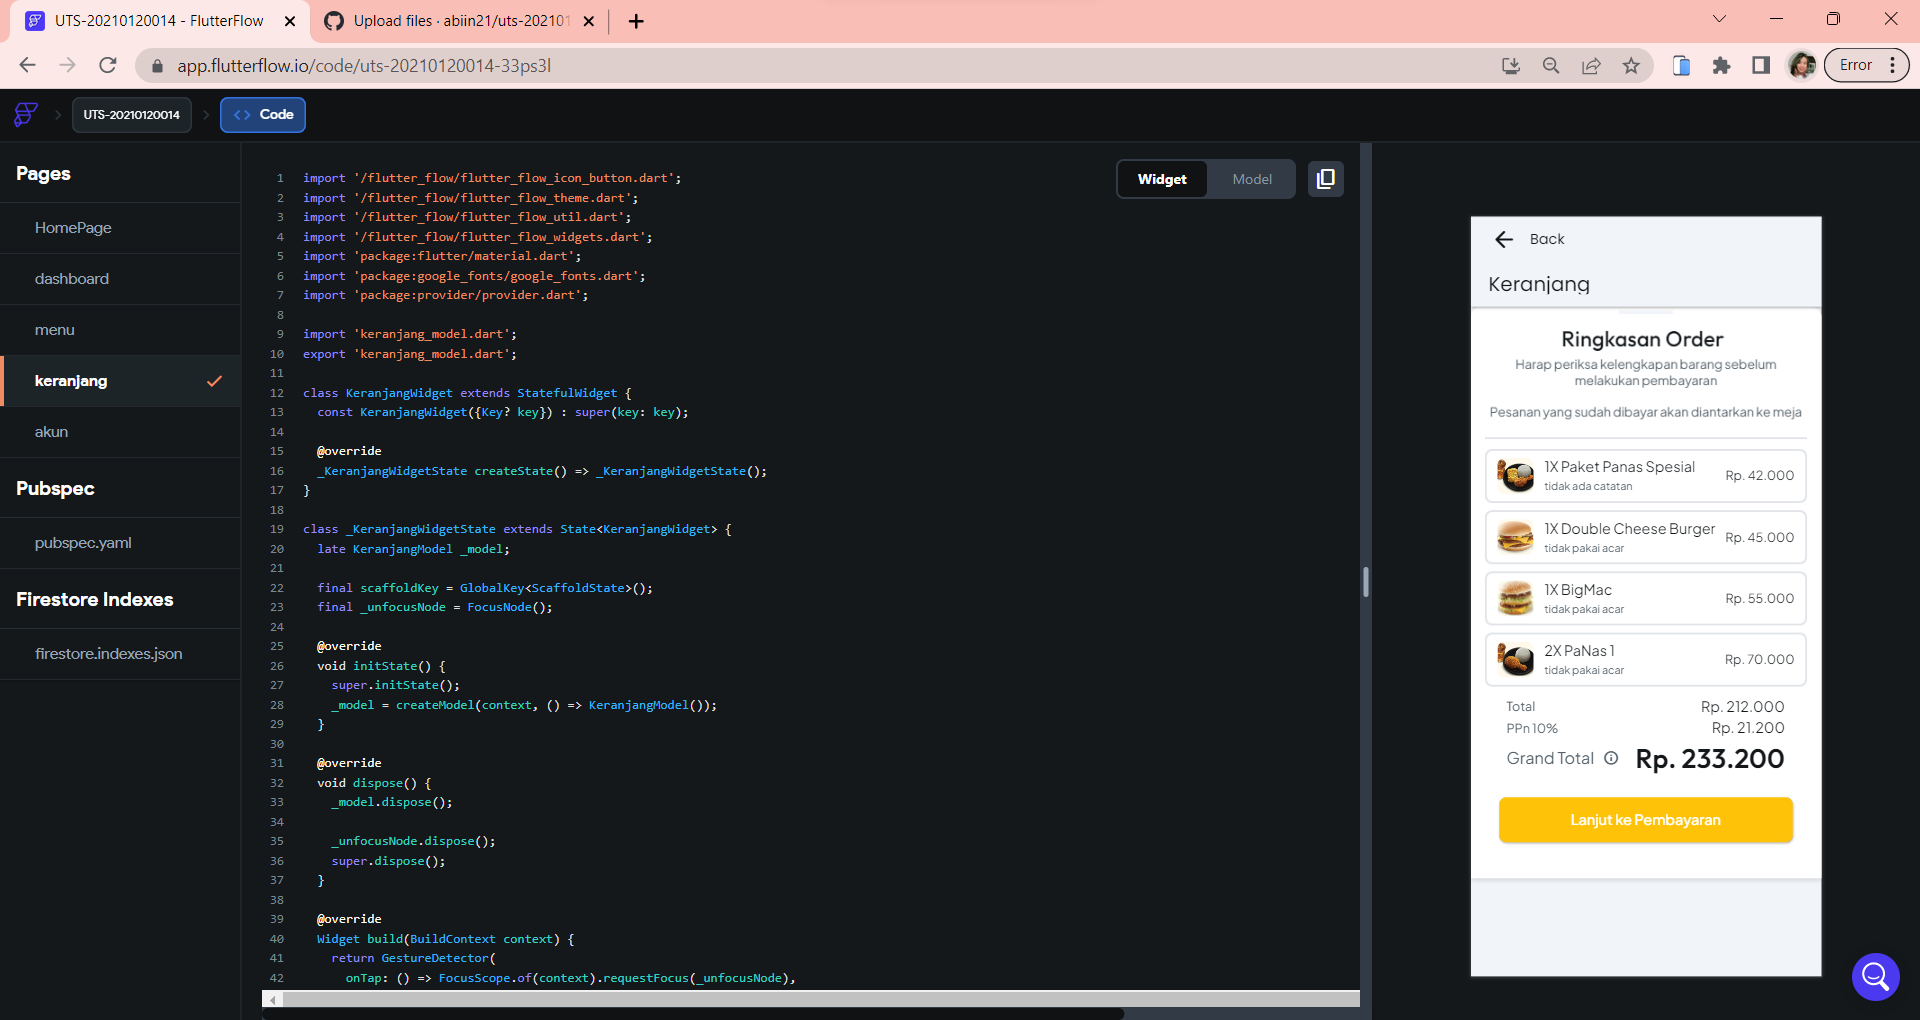 UTS-20210120014 - FlutterFlow
Upload files · abiin21/uts-202101
app.flutterflow.io/code/uts-20210120014-33ps3l
Error
UTS-20210120014
<> Code
Pages
HomePage
dashboard
menu
keranjang
akun
Pubspec
pubspec.yaml
Firestore Indexes
firestore.indexes.json
Widget
Model
1 import '/flutter_flow/flutter_flow_icon_button.dart';
2 import '/flutter_flow/flutter_flow_theme.dart';
3 import '/flutter_flow/flutter_flow_util.dart';
4 import '/flutter_flow/flutter_flow_widgets.dart';
5 import 'package:flutter/material.dart';
6 import 'package:google_fonts/google_fonts.dart';
7 import 'package:provider/provider.dart';
8
9 import 'keranjang_model.dart';
10 export 'keranjang_model.dart';
11
12 class KeranjangWidget extends StatefulWidget {
13 const KeranjangWidget({Key? key}) : super(key: key);
14
15 @override
16 _KeranjangWidgetState createState() => _KeranjangWidgetState();
17 }
18
19 class _KeranjangWidgetState extends State<KeranjangWidget> {
20 late KeranjangModel _model;
21
22 final scaffoldKey = GlobalKey<ScaffoldState>();
23 final _unfocusNode = FocusNode();
24
25 @override
26 void initState() {
27 super.initState();
28 _model = createModel(context, () => KeranjangModel());
29 }
30
31 @override
32 void dispose() {
33 _model.dispose();
34
35 _unfocusNode.dispose();
36 super.dispose();
37 }
38
39 @override
40 Widget build(BuildContext context) {
41 return GestureDetector(
42 onTap: () => FocusScope.of(context).requestFocus(_unfocusNode),
Back
Keranjang
Ringkasan Order
Harap periksa kelengkapan barang sebelum
melakukan pembayaran
Pesanan yang sudah dibayar akan diantarkan ke meja
1X Paket Panas Spesial
tidak ada catatan
Rp. 42.000
1X Double Cheese Burger
tidak pakai acar
Rp. 45.000
1X BigMac
tidak pakai acar
Rp. 55.000
2X PaNas 1
tidak pakai acar
Rp. 70.000
Total Rp. 212.000
PPn 10% Rp. 21.200
Grand Total Rp. 233.200
Lanjut ke Pembayaran